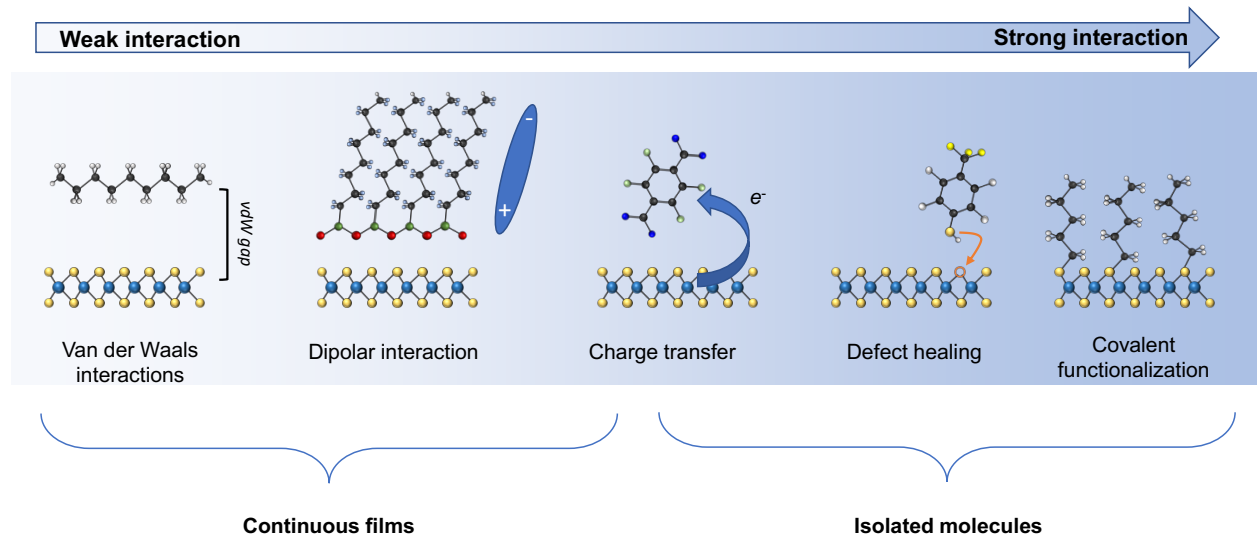 Weak interaction
Strong interaction
vdW gap
-
+
e-
Van der Waals
interactions
Dipolar interaction
Charge transfer
Defect healing
Covalent
functionalization
Continuous films
Isolated molecules